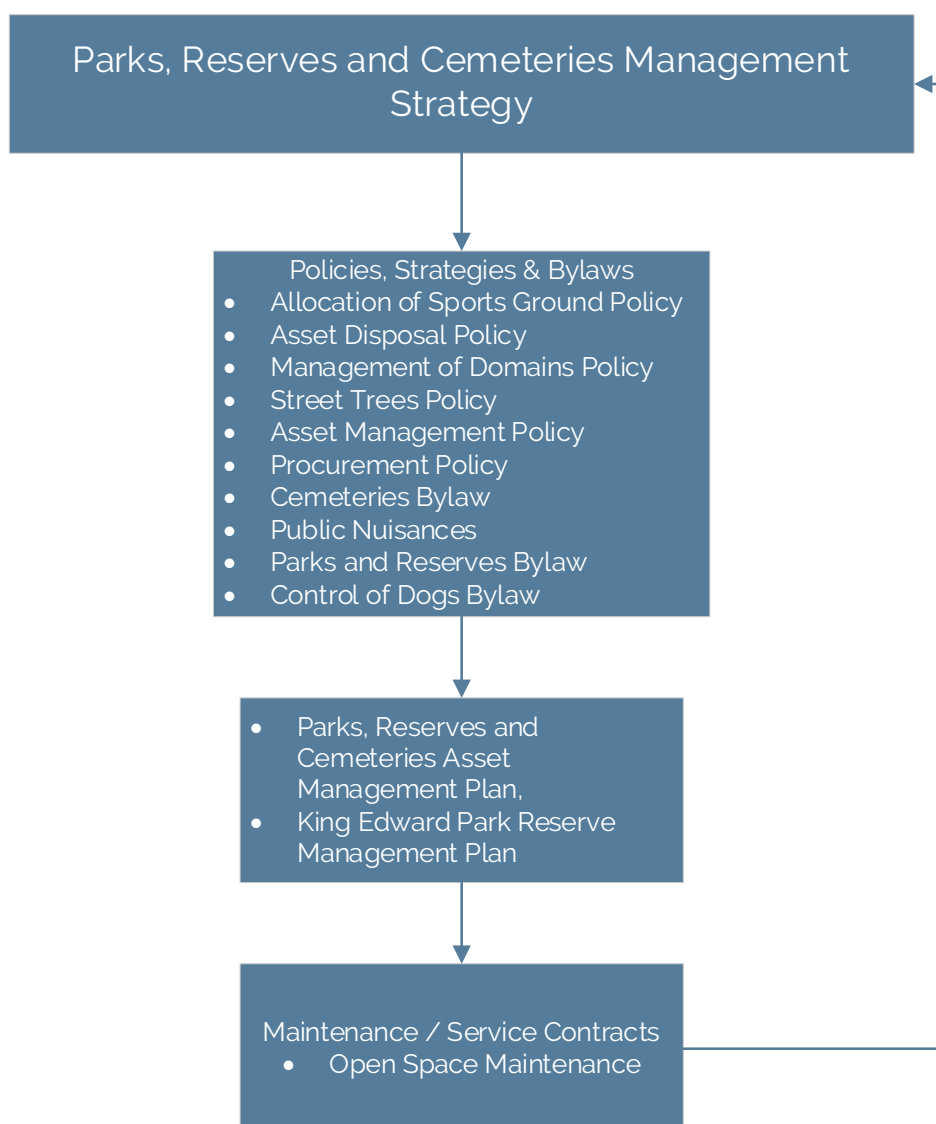 Parks, Reserves and Cemeteries Management
Strategy
Policies, Strategies & Bylaws
• Allocation of Sports Ground Policy
• Asset Disposal Policy
• Management of Domains Policy
• Street Trees Policy
• Asset Management Policy
• Procurement Policy
• Cemeteries Bylaw
• Public Nuisances
• Parks and Reserves Bylaw
• Control of Dogs Bylaw
• Parks, Reserves and
Cemeteries Asset
Management Plan,
• King Edward Park Reserve
Management Plan
Maintenance / Service Contracts
• Open Space Maintenance